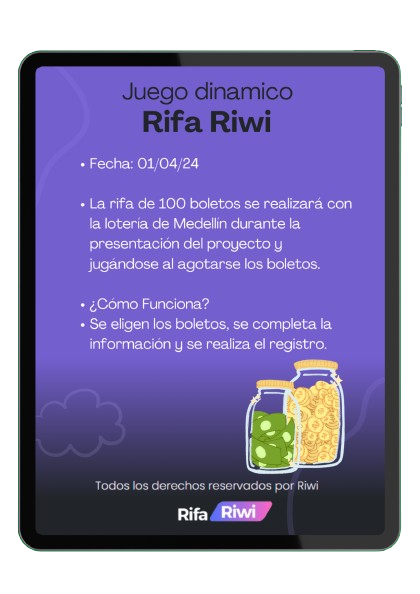 Juego dinamico
Rifa Riwi
• Fecha: 01/04/24
• La rifa de 100 boletos se realizará con
la lotería de Medellín durante la
presentación del proyecto y
jugándose al agotarse los boletos.
• ¿Cómo Funciona?
• Se eligen los boletos, se completa la
información y se realiza el registro.
Todos los derechos reservados por Riwi
Rifa Riwi